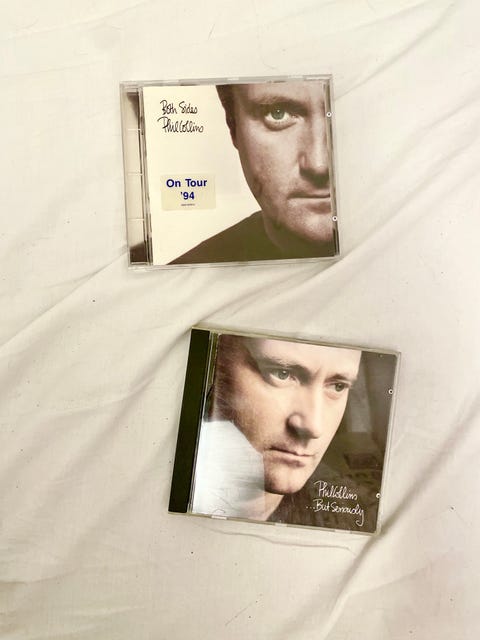 Both Sides
Phil Collins
On Tour
'94
Phil Collins
...But Seriously